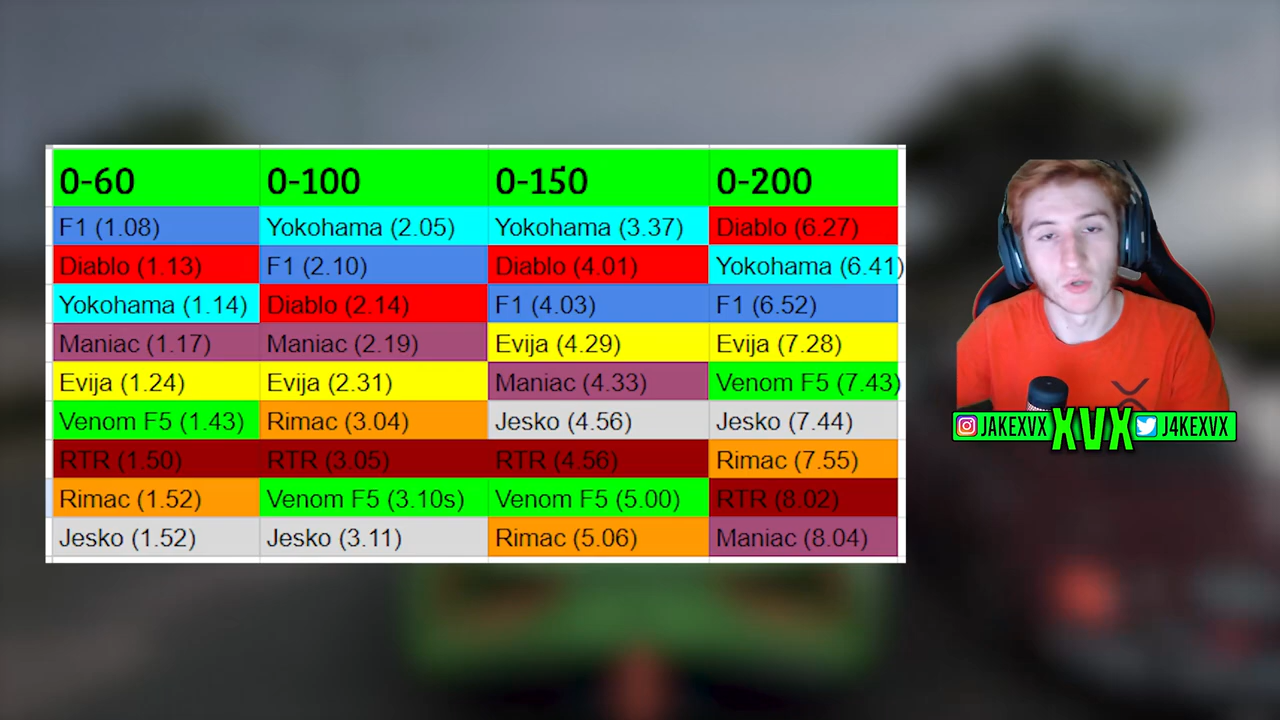 0-60 0-100 0-150 0-200
F1 (1.08) Yokohama (2.05) Yokohama (3.37) Diablo (6.27)
Diablo (1.13) F1 (2.10) Diablo (4.01) Yokohama (6.41)
Yokohama (1.14) Diablo (2.14) F1 (4.03) F1 (6.52)
Maniac (1.17) Maniac (2.19) Evija (4.29) Evija (7.28)
Evija (1.24) Evija (2.31) Maniac (4.33) Venom F5 (7.43)
Venom F5 (1.43) Rimac (3.04) Jesko (4.56) Jesko (7.44)
RTR (1.50) RTR (3.05) RTR (4.56) Rimac (7.55)
Rimac (1.52) Venom F5 (3.10s) Venom F5 (5.00) RTR (8.02)
Jesko (1.52) Jesko (3.11) Rimac (5.06) Maniac (8.04)
JAKEXVX XVX J4KEXVX